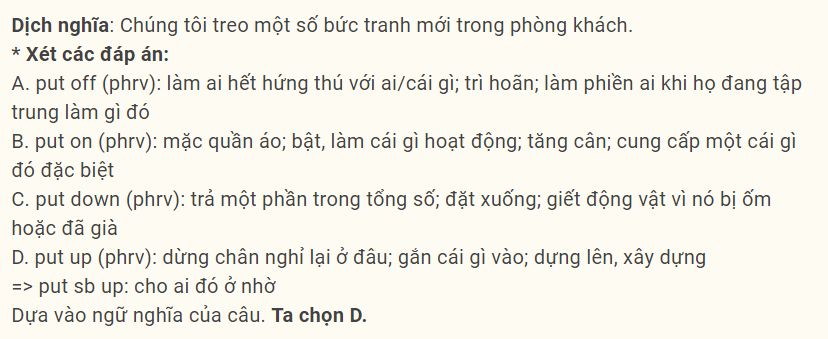 Dịch nghĩa: Chúng tôi treo một số bức tranh mới trong phòng khách.
* Xét các đáp án:
A. put off (phrv): làm ai hết hứng thú với ai/cái gì; trì hoãn; làm phiền ai khi họ đang tập
trung làm gì đó
B. put on (phrv): mặc quần áo; bật, làm cái gì hoạt động; tăng cân; cung cấp một cái gì
đó đặc biệt
C. put down (phrv): trả một phần trong tổng số; đặt xuống; giết động vật vì nó bị ốm
hoặc đã già
D. put up (phrv): dừng chân nghỉ lại ở đâu; gắn cái gì vào; dựng lên, xây dựng
=> put sb up: cho ai đó ở nhờ
Dựa vào ngữ nghĩa của câu. Ta chọn D.